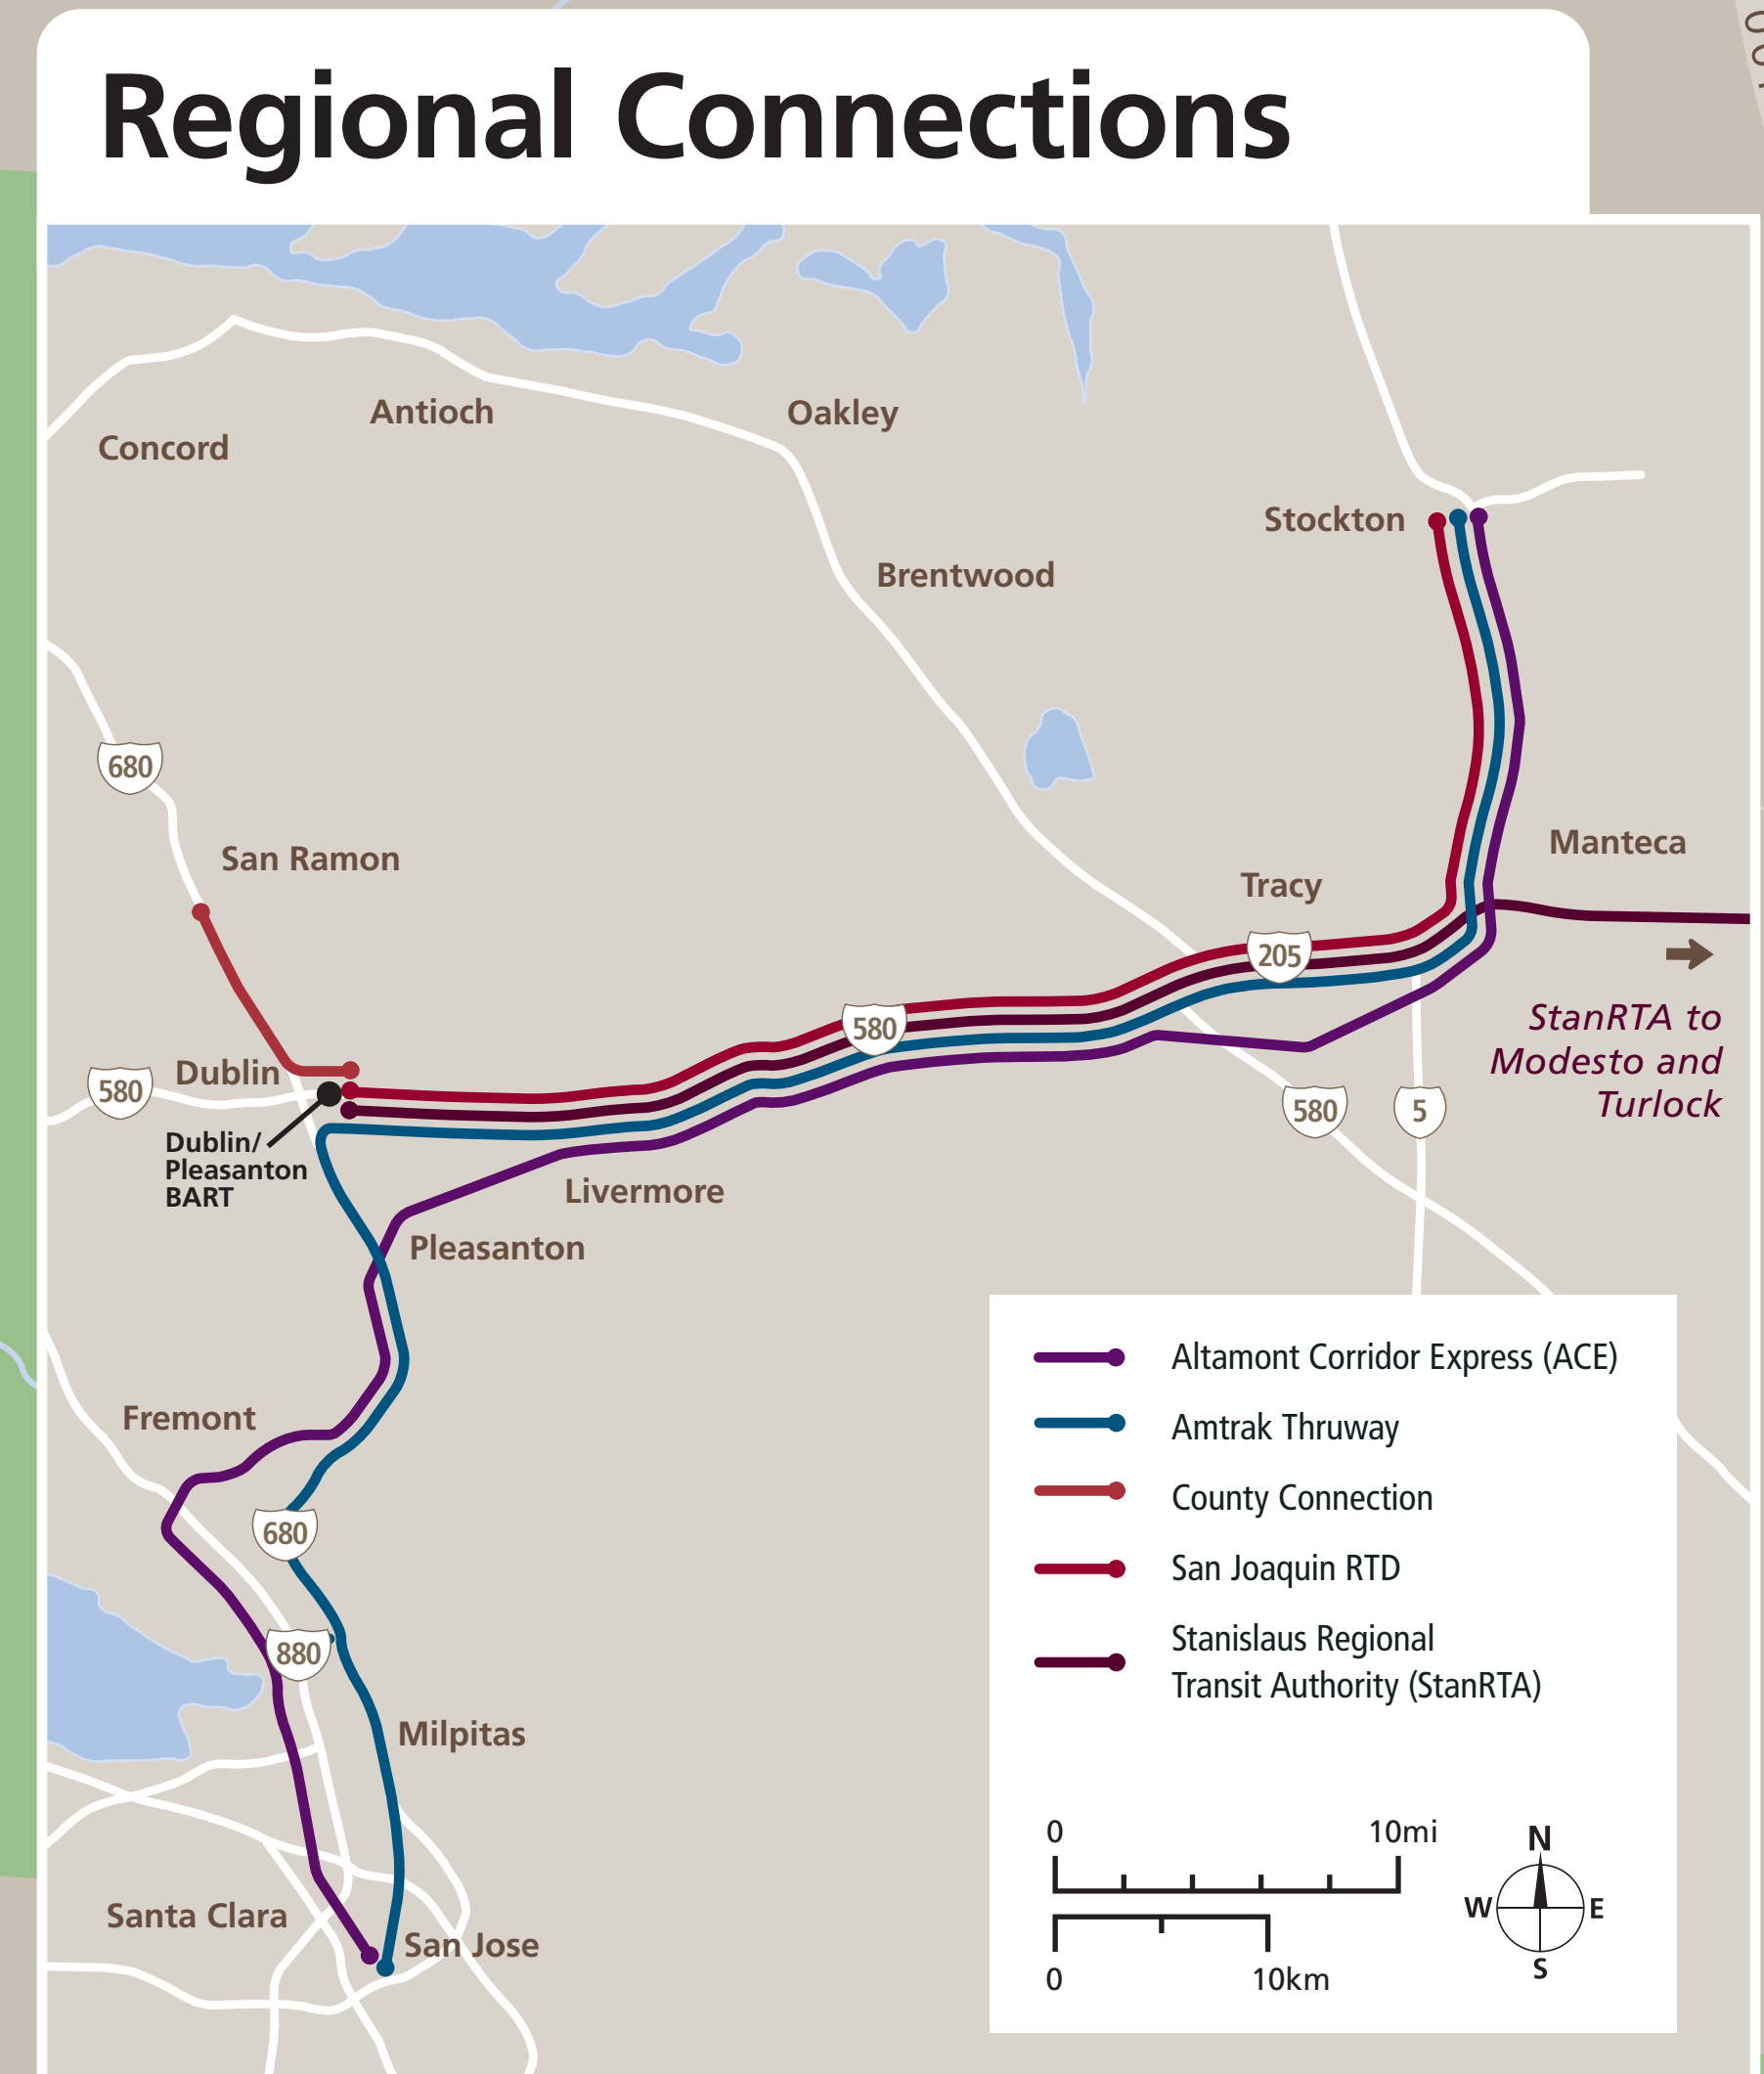 Regional Connections
Antioch
Oakley
Concord
Stockton
Brentwood
680
San Ramon
Manteca
Tracy
205
580
StanRTA to
Modesto and
Turlock
Dublin
580
580
5
Dublin/
Pleasanton
BART
Livermore
Pleasanton
Fremont
680
880
Milpitas
Santa Clara
San Jose
Altamont Corridor Express (ACE)
Amtrak Thruway
County Connection
San Joaquin RTD
Stanislaus Regional
Transit Authority (StanRTA)
0 10mi
0 10km
N
W E
S